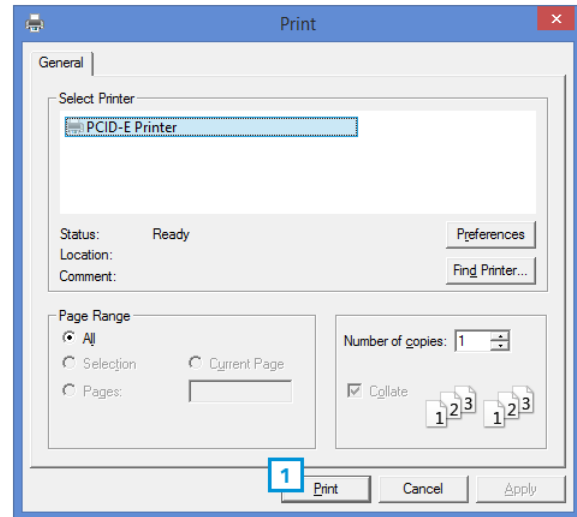 Print
General
Select Printer
PCID-E Printer
Status: Ready
Preferences
Location:
Comment:
Find Printer...
Page Range
All
Selection
Current Page
Pages:
Number of copies: 1
Collate
1 2 3 1 2 3
1
Print Cancel Apply